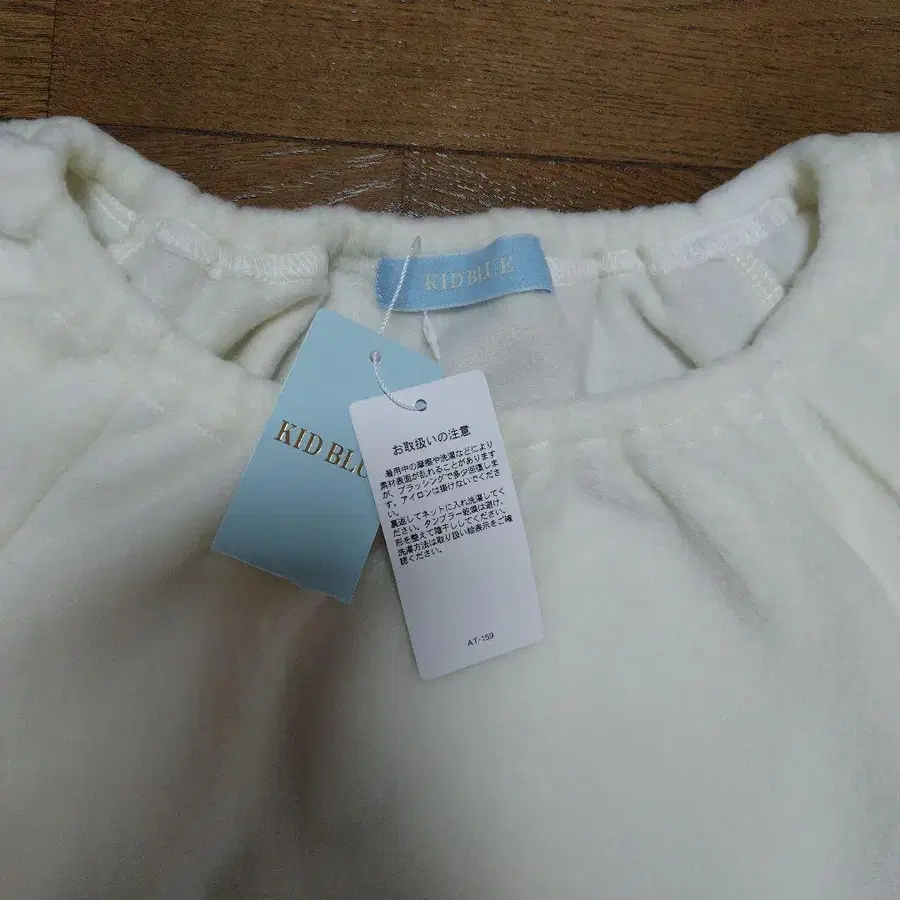 KID BLUE
KID BLU
お取扱いの注意
着用中の摩擦や洗濯などにより
素材表面が乱れることがあります
が、ブラッシングで多少回復しま
す。アイロンは掛けないでくださ
い。
裏返してネットに入れ洗濯してく
ださい。タンブラー乾燥は避け、
形を整えて陰干ししてください。
洗濯方法は取り扱い絵表示をご確
認ください。
AT-159